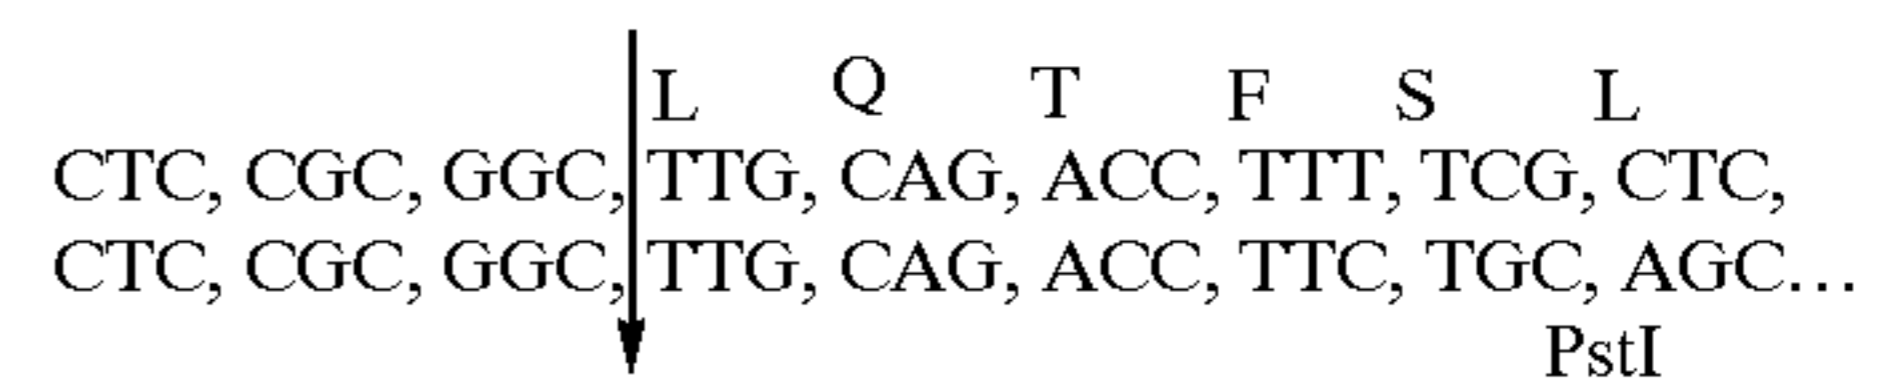 L Q T F S L
CTC, CGC, GGC, TTG, CAG, ACC, TTT, TCG, CTC,
CTC, CGC, GGC, TTG, CAG, ACC, TTC, TGC, AGC...
PstI